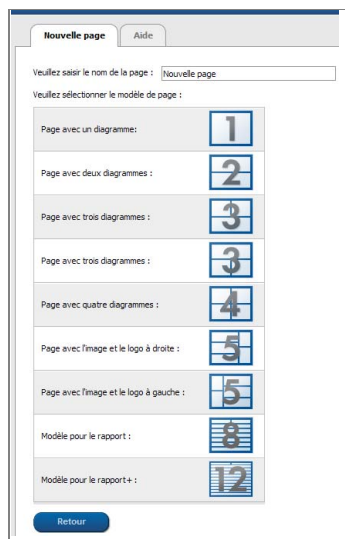 Nouvelle page Aide
Veuillez saisir le nom de la page : Nouvelle page
Veuillez sélectionner le modèle de page :
Page avec un diagramme: 1
Page avec deux diagrammes : 2
Page avec trois diagrammes : 3
Page avec trois diagrammes : 3
Page avec quatre diagrammes : 4
Page avec l'image et le logo à droite : 5
Page avec l'image et le logo à gauche : 5
Modèle pour le rapport : 8
Modèle pour le rapport+ : 12
Retour